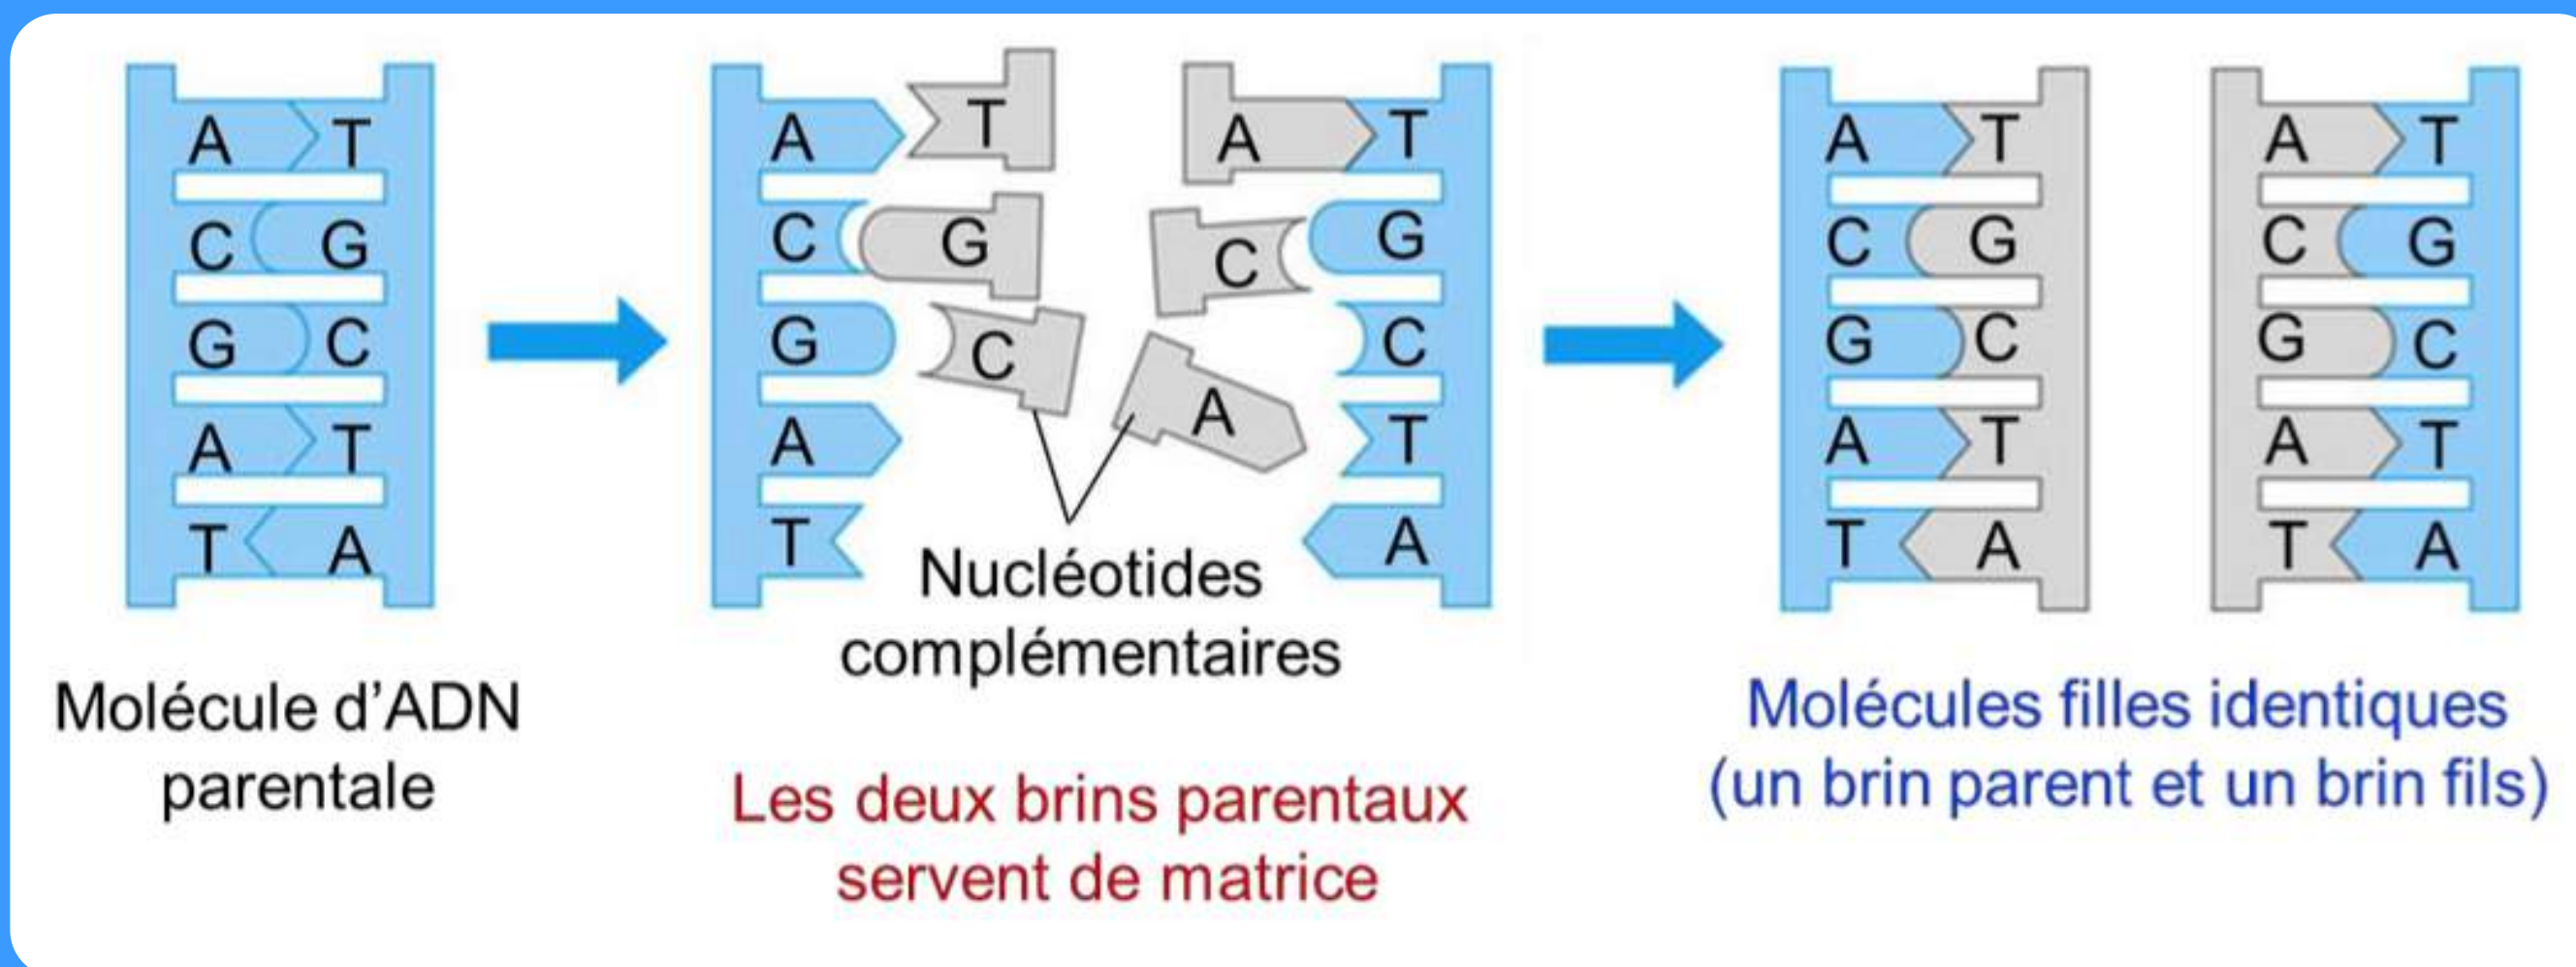 A T
C G
G C
A T
T A
Molécule d'ADN
parentale
A T
C G
G C
A
T
A T
C G
A C
T
A
Nucléotides
complémentaires
Les deux brins parentaux
servent de matrice
A T
C G
G C
A T
T A
A T
C G
G C
A T
T A
Molécules filles identiques
(un brin parent et un brin fils)